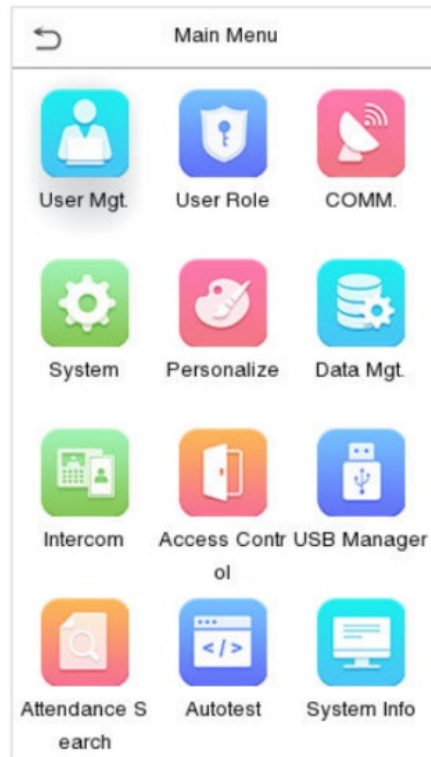 Main Menu
User Mgt.
User Role
COMM.
System
Personalize
Data Mgt.
Intercom
Access Contr
ol
USB Manager
</>
Attendance S
earch
Autotest
System Info